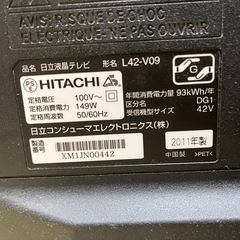 AVIS: RISQUE DE CHOC
-NE PAS OUVRIR
品名 日立液晶テレビ 形名 L42-V09
HITACHI
定格電圧 100V~
定格消費電力 149W
定格周波数 50/60Hz
年間消費電力量 93kWh/年
受信機型サイズ DG1
42V
日立コンシューマエレクトロニクス(株)
製造番号 XM1JN00442
2011年製
中国製 >PET<